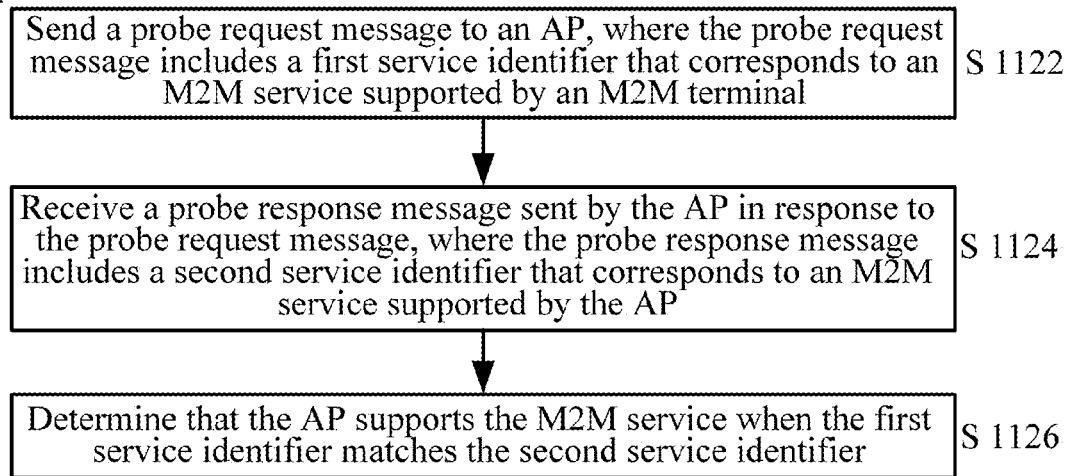 Send a probe request message to an AP, where the probe request
message includes a first service identifier that corresponds to an
M2M service supported by an M2M terminal
S 1122
Receive a probe response message sent by the AP in response to
the probe request message, where the probe response message
includes a second service identifier that corresponds to an M2M
service supported by the AP
S 1124
Determine that the AP supports the M2M service when the first
service identifier matches the second service identifier
S 1126